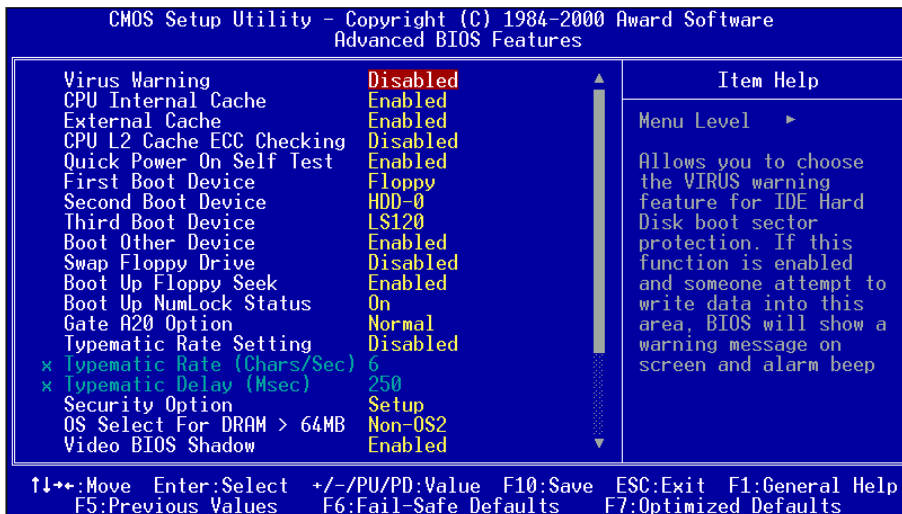 CMOS Setup Utility - Copyright (C) 1984-2000 Award Software
Advanced BIOS Features
Virus Warning Disabled
CPU Internal Cache Enabled
External Cache Enabled
CPU L2 Cache ECC Checking Disabled
Quick Power On Self Test Enabled
First Boot Device Floppy
Second Boot Device HDD-0
Third Boot Device LS120
Boot Other Device Enabled
Swap Floppy Drive Disabled
Boot Up Floppy Seek Enabled
Boot Up NumLock Status On
Gate A20 Option Normal
Typematic Rate Setting Disabled
x Typematic Rate (Chars/Sec) 6
x Typematic Delay (Msec) 250
Security Option Setup
OS Select For DRAM > 64MB Non-OS2
Video BIOS Shadow Enabled
Item Help
Menu Level ►
Allows you to choose
the VIRUS warning
feature for IDE Hard
Disk boot sector
protection. If this
function is enabled
and someone attempt to
write data into this
area, BIOS will show a
warning message on
screen and alarm beep
↑↓→←:Move Enter:Select +/-/PU/PD:Value F10:Save ESC:Exit F1:General Help
F5:Previous Values F6:Fail-Safe Defaults F7:Optimized Defaults